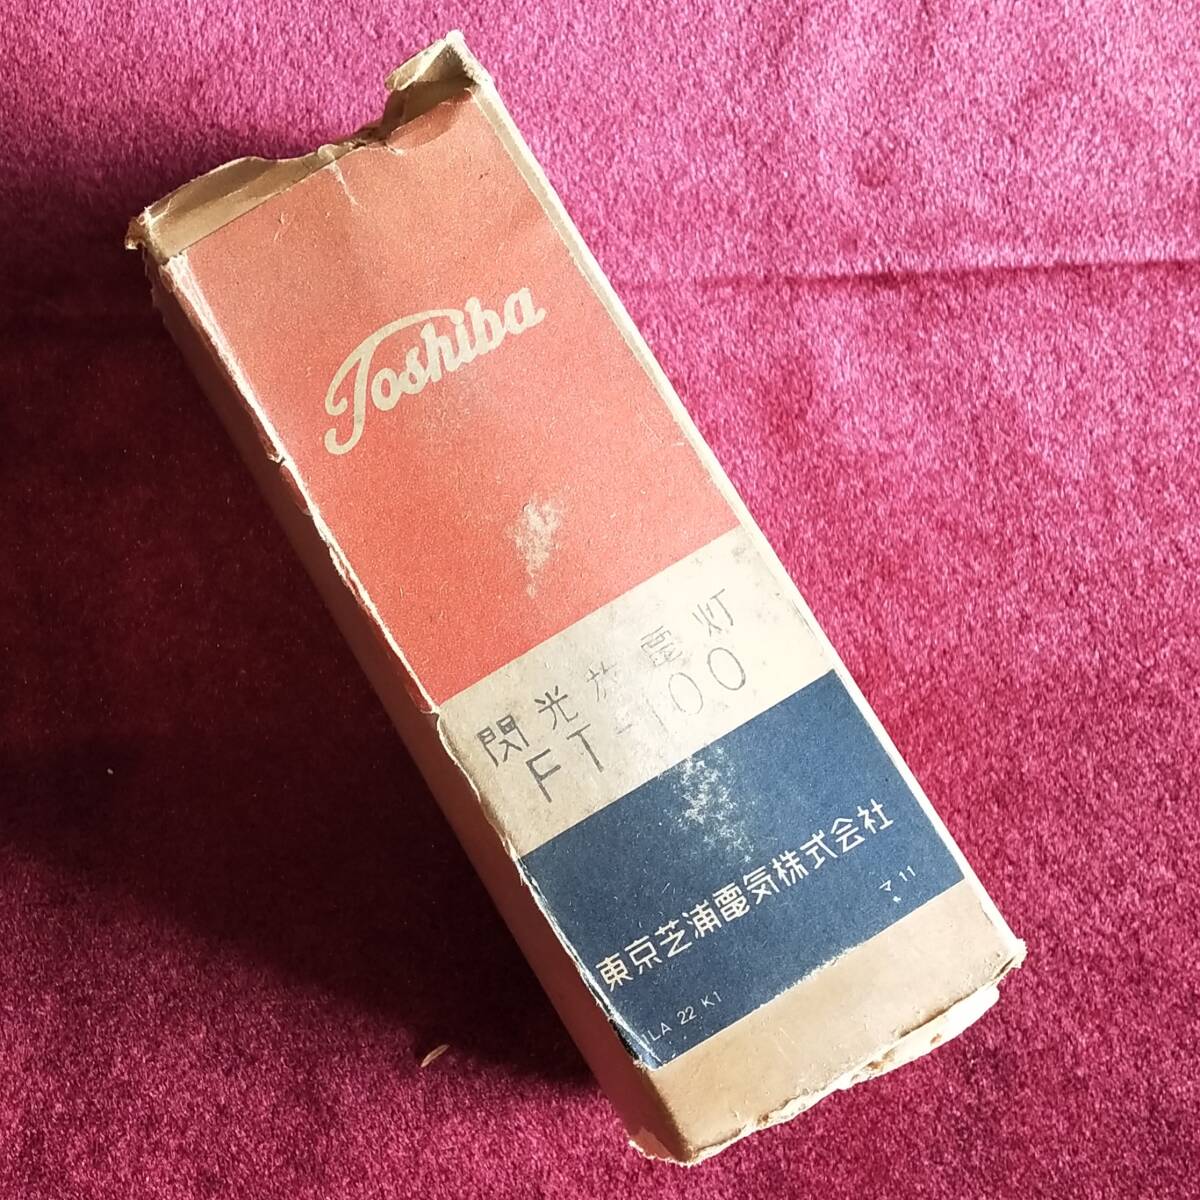 Toshiba
閃光放電灯
FT-100
東京芝浦電気株式会社
マ.11
LA 22 K1